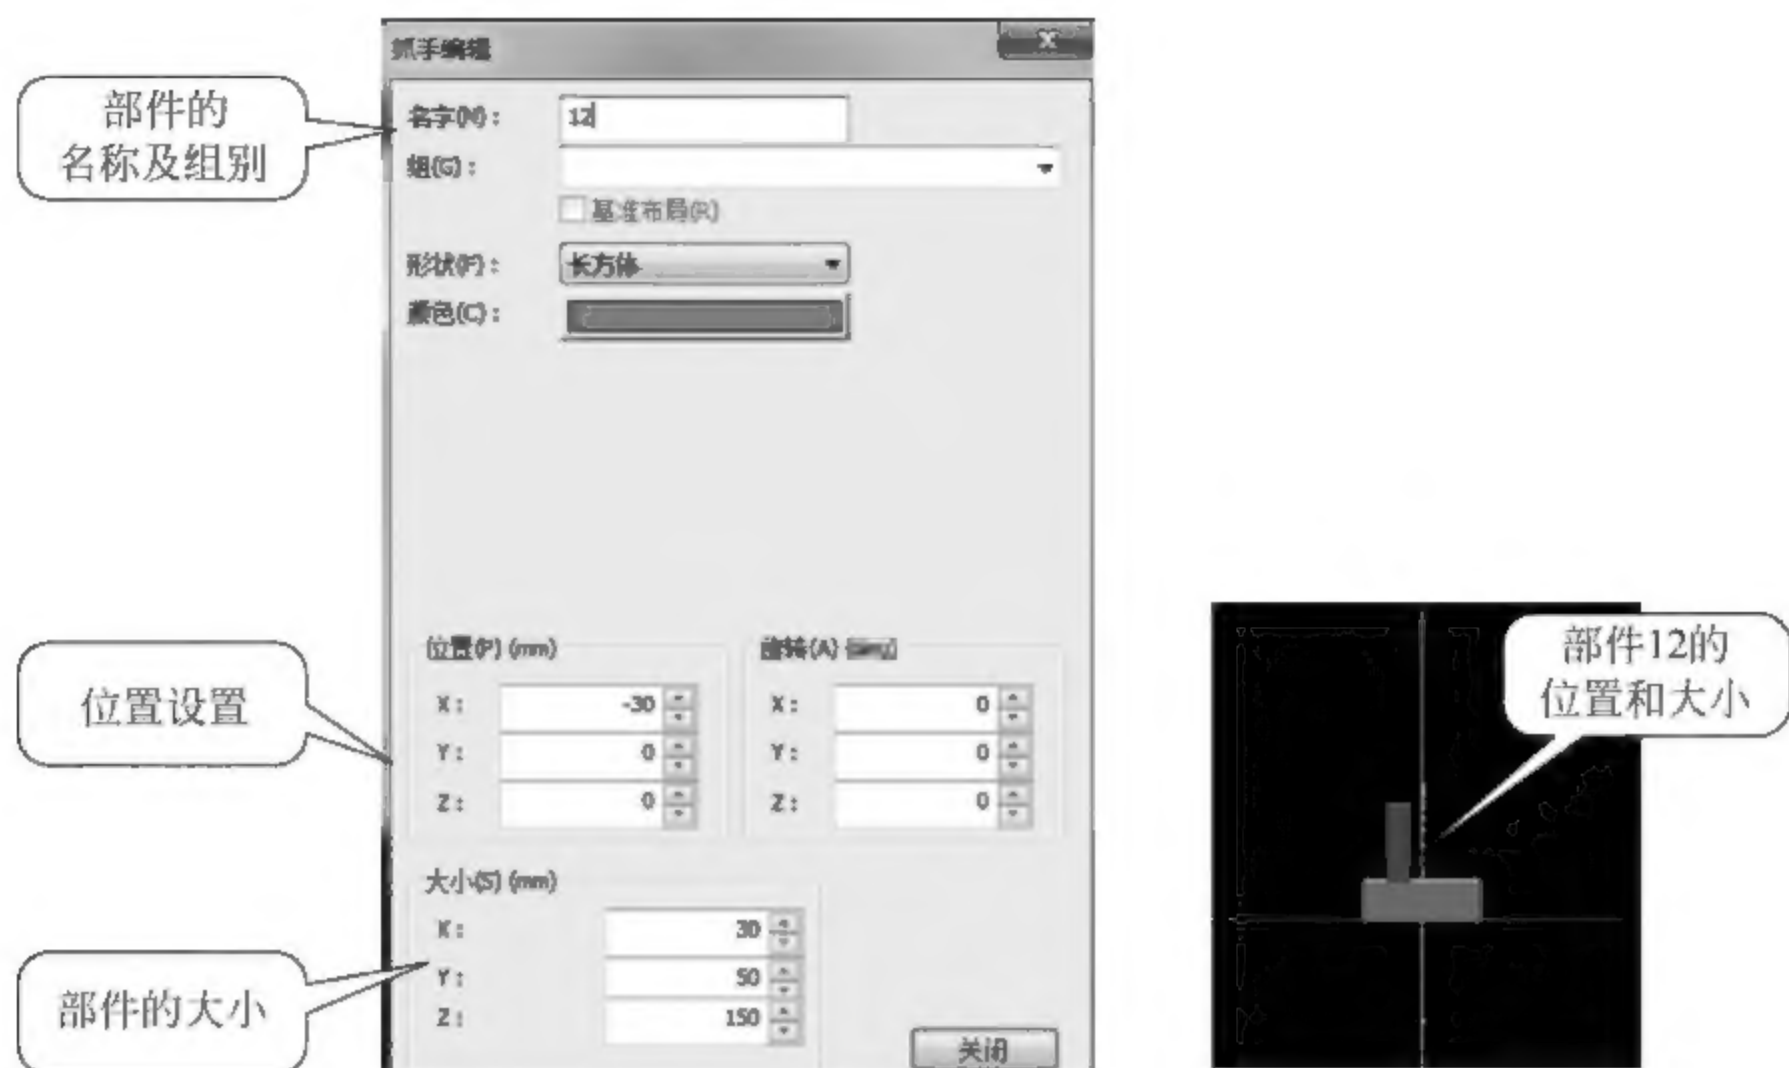 抓手编辑
X
部件的
名称及组别
名字(N)：
12
组(G)：
基准布局(R)
形状(F)：
长方体
颜色(C)：
位置设置
位置(P) (mm)
X：
-30
Y：
0
Z：
0
旋转(A)
X：
0
Y：
0
Z：
0
部件12的
位置和大小
部件的大小
大小(S) (mm)
X：
30
Y：
50
Z：
150
关闭